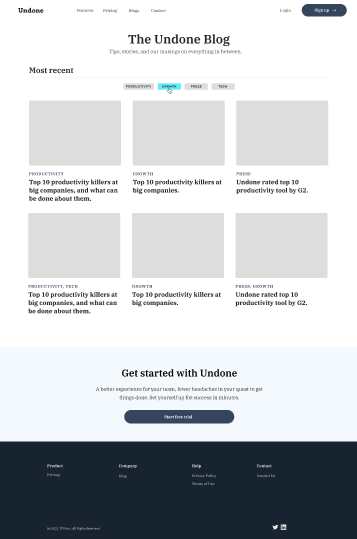 Undone
Features Pricing Blogs Contact
Login
Sign up →
The Undone Blog
Tips, stories, and our musings on everything in between.
Most recent
PRODUCTIVITY GROWTH PRESS TECH
PRODUCTIVITY
Top 10 productivity killers at
big companies, and what can
be done about them.
GROWTH
Top 10 productivity killers at
big companies.
PRESS
Undone rated top 10
productivity tool by G2.
PRODUCTIVITY, TECH
Top 10 productivity killers at
big companies, and what can
be done about them.
GROWTH
Top 10 productivity killers at
big companies.
PRESS, GROWTH
Undone rated top 10
productivity tool by G2.
Get started with Undone
A better experience for your team, fewer headaches in your quest to get
things done. Set yourself up for success in minutes.
Start free trial
Product
Pricing
Company
Blog
Help
Privacy Policy
Terms of Use
Contact
Contact Us
All Rights Reserved